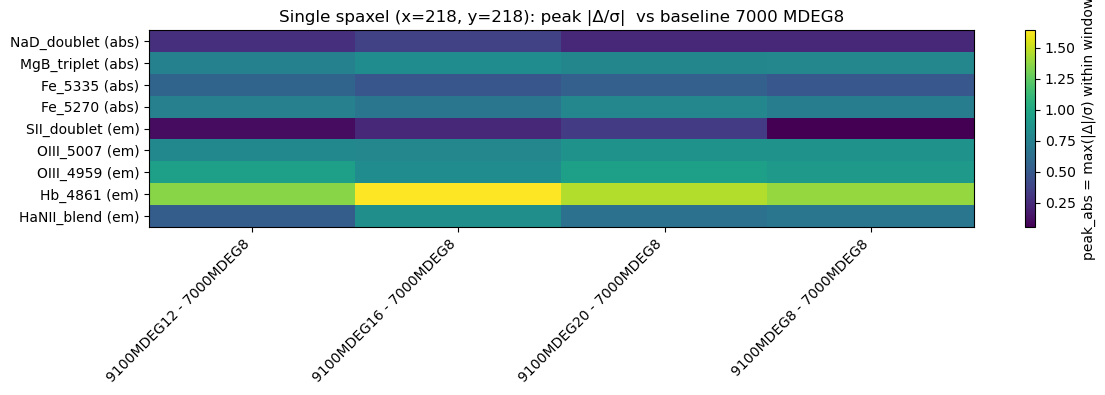 Single spaxel (x=218, y=218): peak |Δ/σ|  vs baseline 7000 MDEG8
NaD_doublet (abs)
MgB_triplet (abs)
Fe_5335 (abs)
Fe_5270 (abs)
SII_doublet (em)
OIII_5007 (em)
OIII_4959 (em)
Hb_4861 (em)
HaNII_blend (em)
9100MDEG12 - 7000MDEG8
9100MDEG16 - 7000MDEG8
9100MDEG20 - 7000MDEG8
9100MDEG8 - 7000MDEG8
1.50
1.25
1.00
0.75
0.50
0.25
peak_abs = max(|Δ|/σ) within window